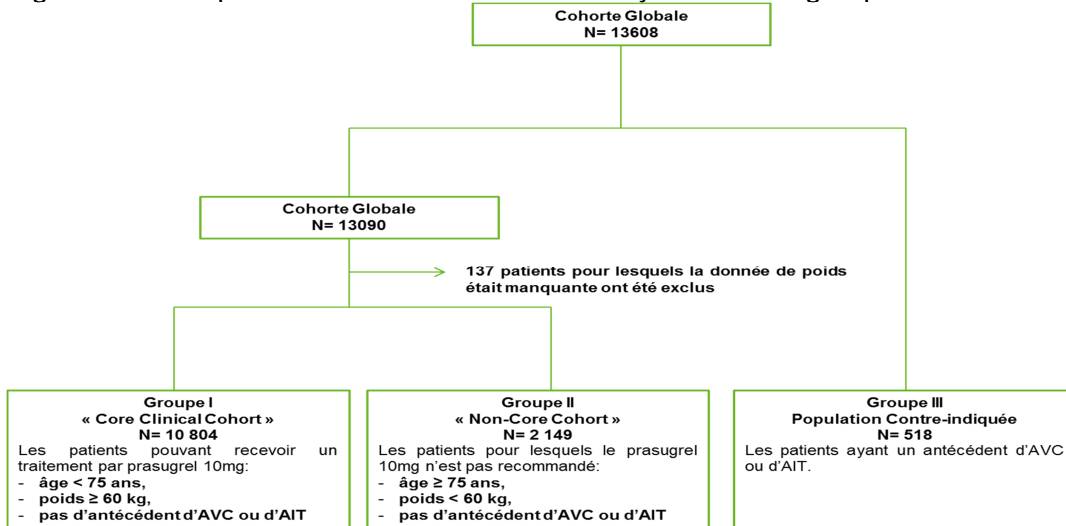 Cohorte Globale
N= 13608
Cohorte Globale
N= 13090
137 patients pour lesquels la donnée de poids
était manquante ont été exclus
Groupe I
« Core Clinical Cohort »
N= 10 804
Les patients pouvant recevoir un
traitement par prasugrel 10mg:
- âge < 75 ans,
- poids ≥ 60 kg,
- pas d'antécédent d'AVC ou d'AIT
Groupe II
« Non-Core Cohort »
N= 2 149
Les patients pour lesquels le prasugrel
10mg n'est pas recommandé:
- âge ≥ 75 ans,
- poids < 60 kg,
- pas d'antécédent d'AVC ou d'AIT
Groupe III
Population Contre-indiquée
N= 518
Les patients ayant un antécédent d'AVC
ou d'AIT.